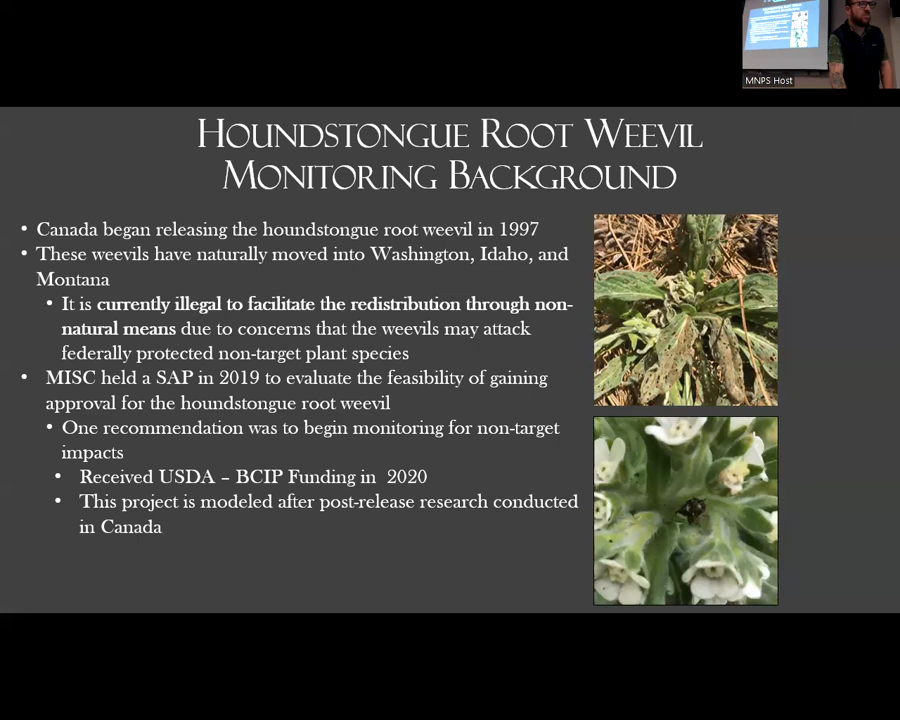 MNPS Host
HOUNDSTONGUE ROOT WEEVIL
MONITORING BACKGROUND
• Canada began releasing the houndstongue root weevil in 1997
• These weevils have naturally moved into Washington, Idaho, and
Montana
• It is currently illegal to facilitate the redistribution through non-
natural means due to concerns that the weevils may attack
federally protected non-target plant species
• MISC held a SAP in 2019 to evaluate the feasibility of gaining
approval for the houndstongue root weevil
• One recommendation was to begin monitoring for non-target
impacts
• Received USDA – BCIP Funding in 2020
• This project is modeled after post-release research conducted
in Canada